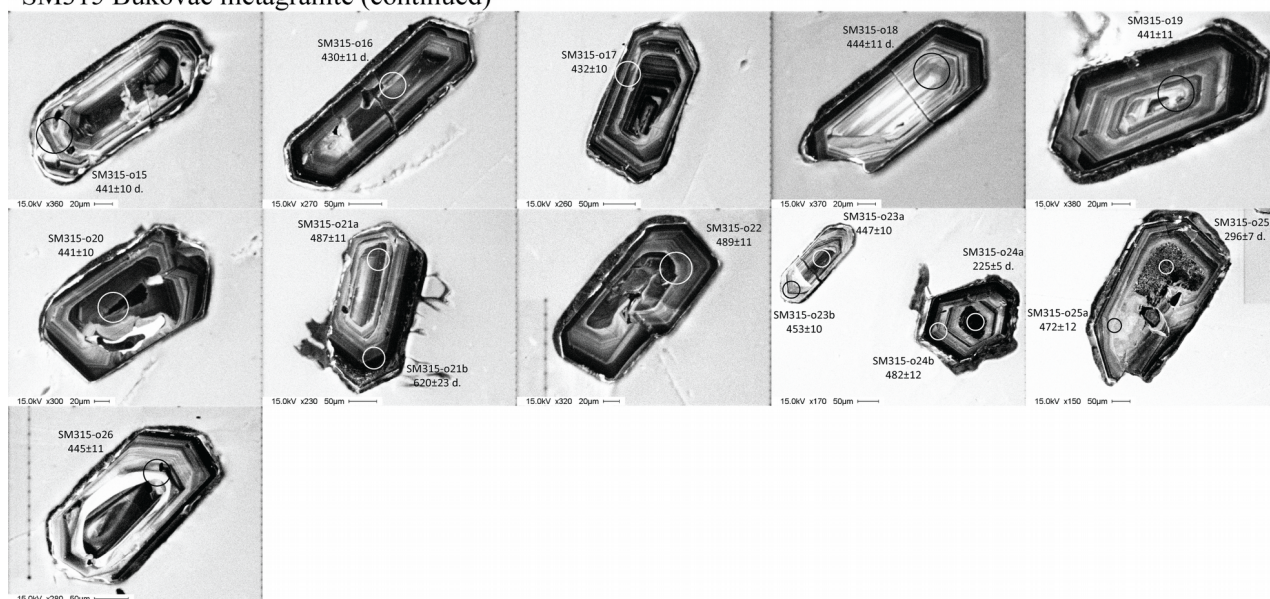 SM315 Bukovac metagranite (continued)
SM315-o15
441±10 d.
15.0kV x360 20µm
SM315-o16
430±11 d.
15.0kV x270 50µm
SM315-o17
432±10
15.0kV x260 50µm
SM315-o18
444±11 d.
15.0kV x370 20µm
SM315-o19
441±11
15.0kV x380 20µm
SM315-o20
441±10
15.0kV x300 20µm
SM315-o21a
487±11
SM315-o21b
620±23 d.
15.0kV x230 50µm
SM315-o22
489±11
15.0kV x320 20µm
SM315-o23a
447±10
SM315-o23b
453±10
SM315-o24a
225±5 d.
SM315-o24b
482±12
15.0kV x170 50µm
SM315-o25
296±7 d.
SM315-o25a
472±12
15.0kV x150 50µm
SM315-o26
445±11
15.0kV x280 50µm